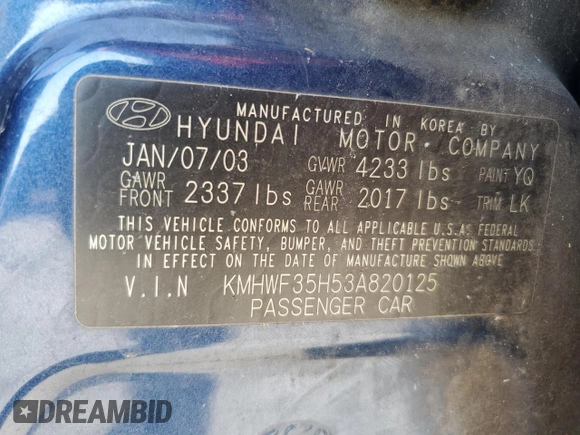 MANUFACTURED IN KOREA BY
HYUNDAI MOTOR COMPANY
JAN/07/03 GVWR 4233 lbs PAINT YQ
GAWR FRONT 2337 lbs GAWR REAR 2017 lbs TRIM LK
THIS VEHICLE CONFORMS TO ALL APPLICABLE U.S.A. FEDERAL
MOTOR VEHICLE SAFETY, BUMPER, AND THEFT PREVENTION STANDARDS
IN EFFECT ON THE DATE OF MANUFACTURE SHOWN ABOVE
V.I.N KMHWF35H53A820125
PASSENGER CAR
DREAMBID